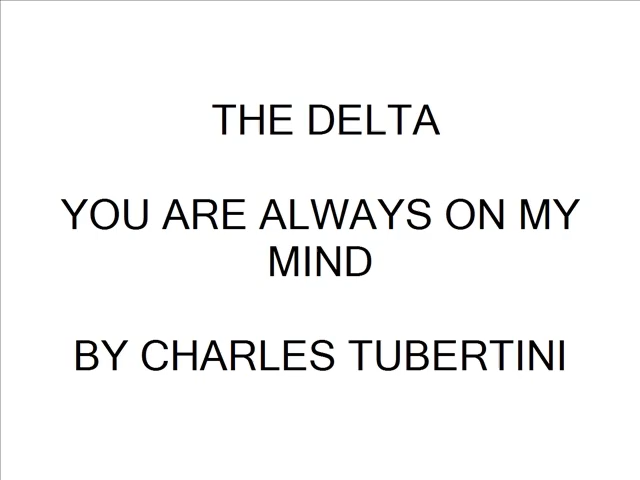 THE DELTA
YOU ARE ALWAYS ON MY
MIND
BY CHARLES TUBERTINI